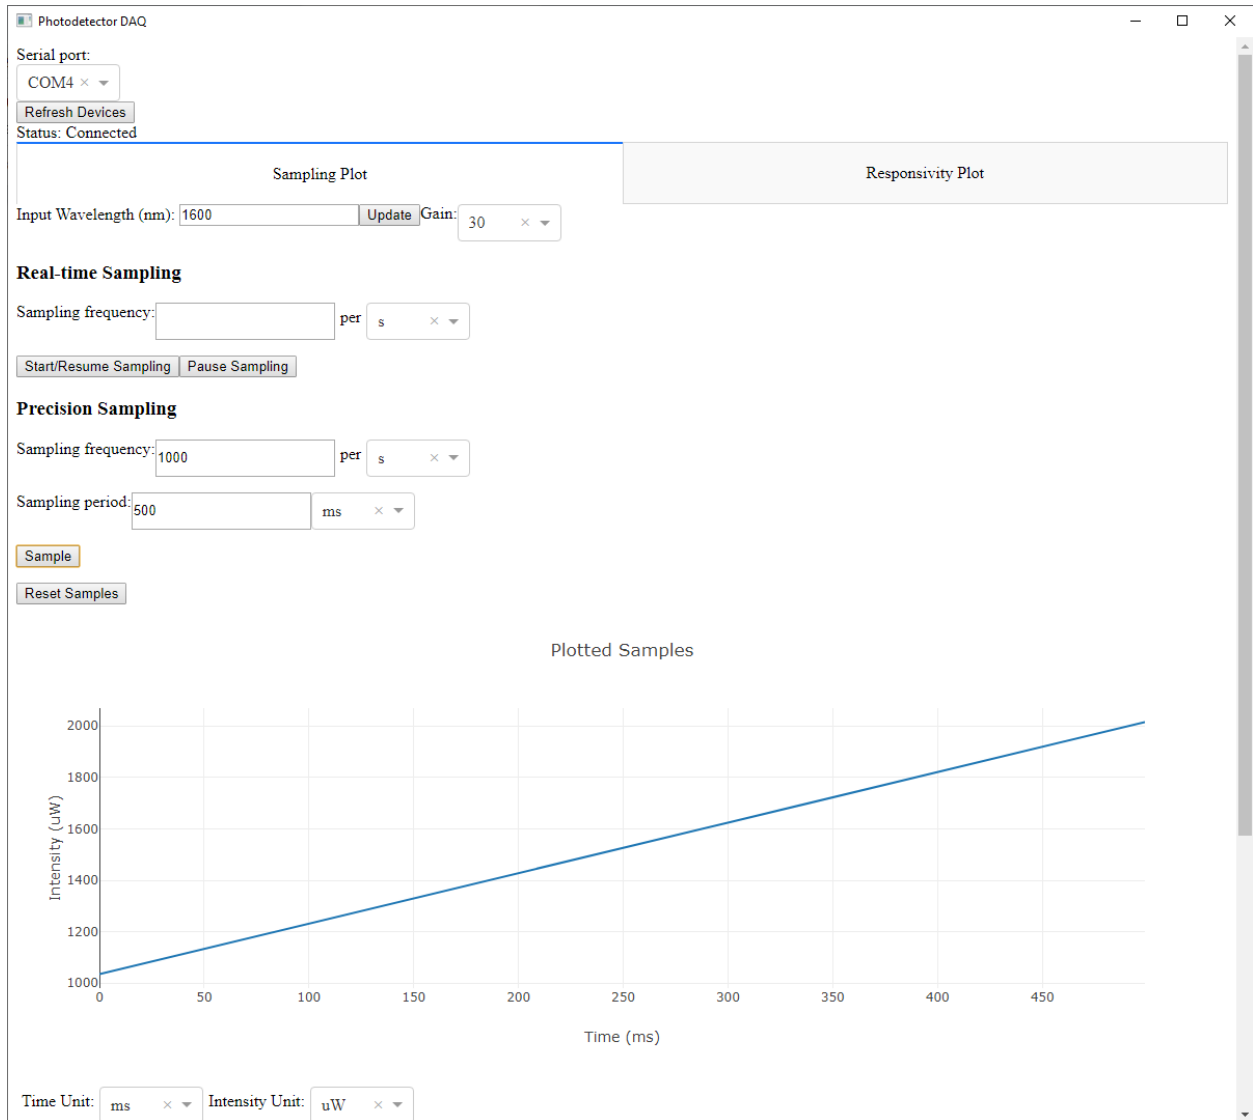 Photodetector DAQ
Serial port:
COM4
Refresh Devices
Status: Connected
Sampling Plot
Responsivity Plot
Input Wavelength (nm): 1600 Update Gain: 30
Real-time Sampling
Sampling frequency: per s
Start/Resume Sampling Pause Sampling
Precision Sampling
Sampling frequency: 1000 per s
Sampling period: 500 ms
Sample
Reset Samples
Plotted Samples
Intensity (uW)
2000
1800
1600
1400
1200
1000
0 50 100 150 200 250 300 350 400 450
Time (ms)
Time Unit: ms Intensity Unit: uW